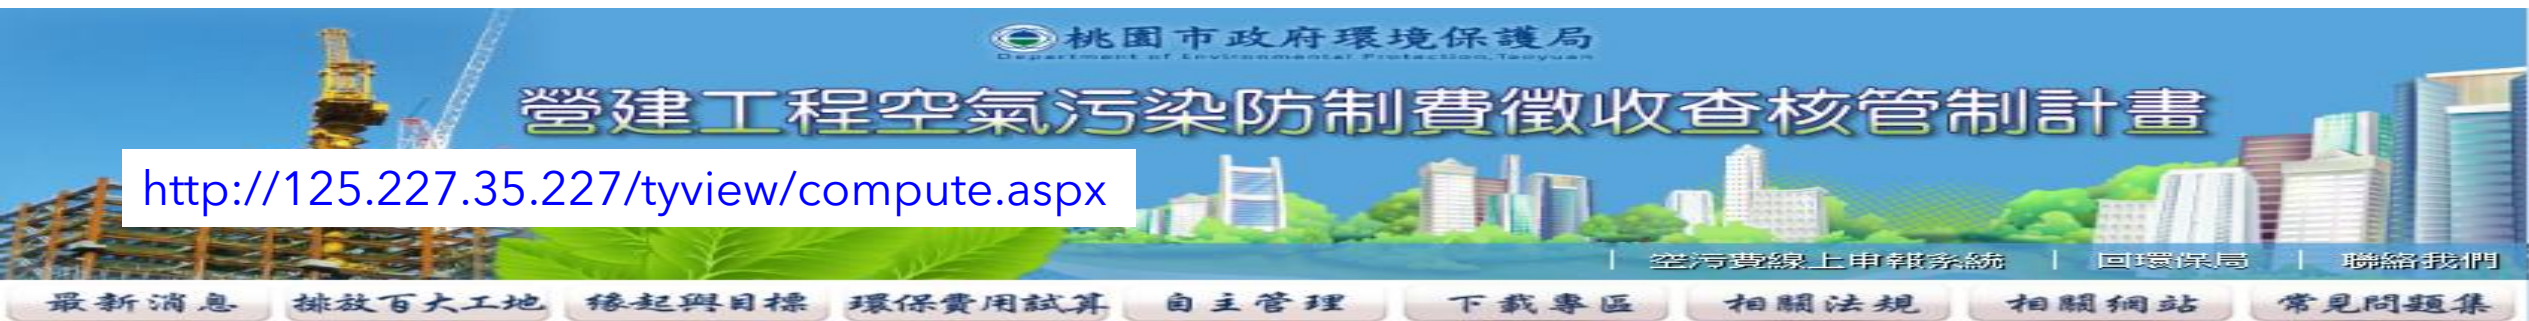 桃園市政府環境保護局
Department of Environmental Protection, Taoyuan
營建工程空氣污染防制費徵收查核管制計畫
http://125.227.35.227/tyview/compute.aspx
| 空污費線上申報系統 | 回環保局 | 聯絡我們
最新消息 排放百大工地 緣起與目標 環保費用試算 自主管理 下載專區 相關法規 相關網站 常見問題集